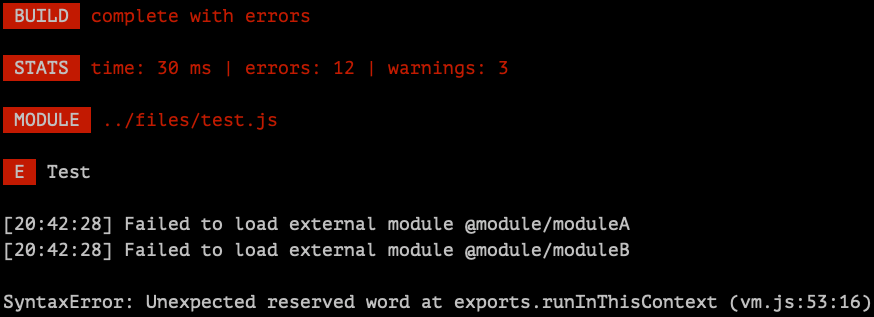 BUILD complete with errors
STATS time: 30 ms | errors: 12 | warnings: 3
MODULE ../files/test.js
E Test
[20:42:28] Failed to load external module @module/moduleA
[20:42:28] Failed to load external module @module/moduleB
SyntaxError: Unexpected reserved word at exports.runInThisContext (vm.js:53:16)